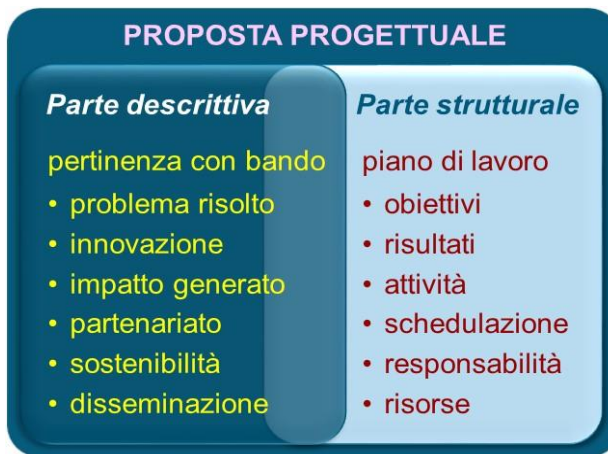 PROPOSTA PROGETTUALE
Parte descrittiva
pertinenza con bando
• problema risolto
• innovazione
• impatto generato
• partenariato
• sostenibilità
• disseminazione
Parte strutturale
piano di lavoro
• obiettivi
• risultati
• attività
• schedulazione
• responsabilità
• risorse